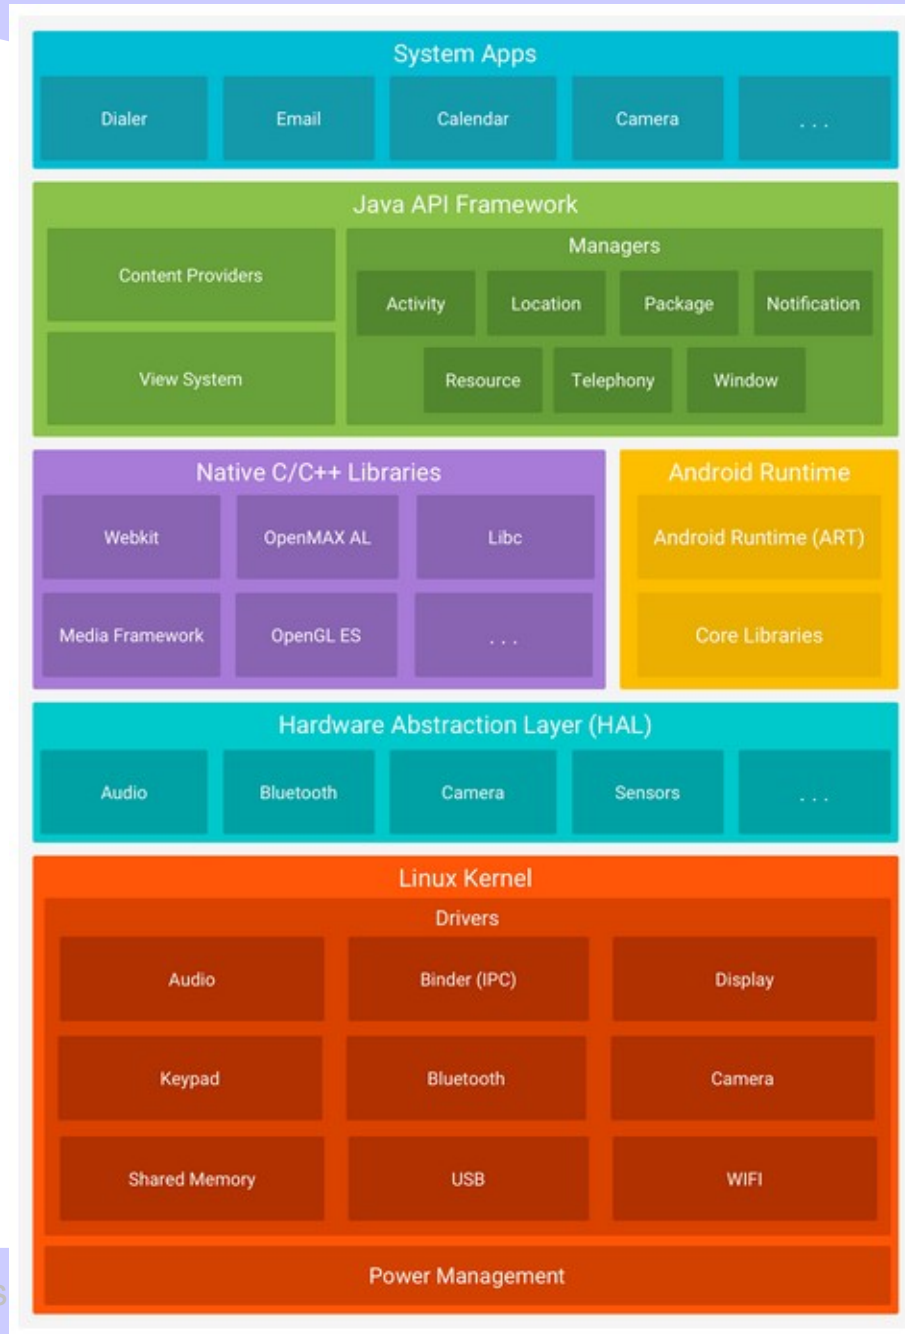 System Apps
Dialer Email Calendar Camera . . .
Java API Framework
Content Providers
View System
Managers
Activity Location Package Notification
Resource Telephony Window
Native C/C++ Libraries
Webkit OpenMAX AL Libc
Media Framework OpenGL ES . . .
Android Runtime
Android Runtime (ART)
Core Libraries
Hardware Abstraction Layer (HAL)
Audio Bluetooth Camera Sensors . . .
Linux Kernel
Drivers
Audio Binder (IPC) Display
Keypad Bluetooth Camera
Shared Memory USB WIFI
Power Management